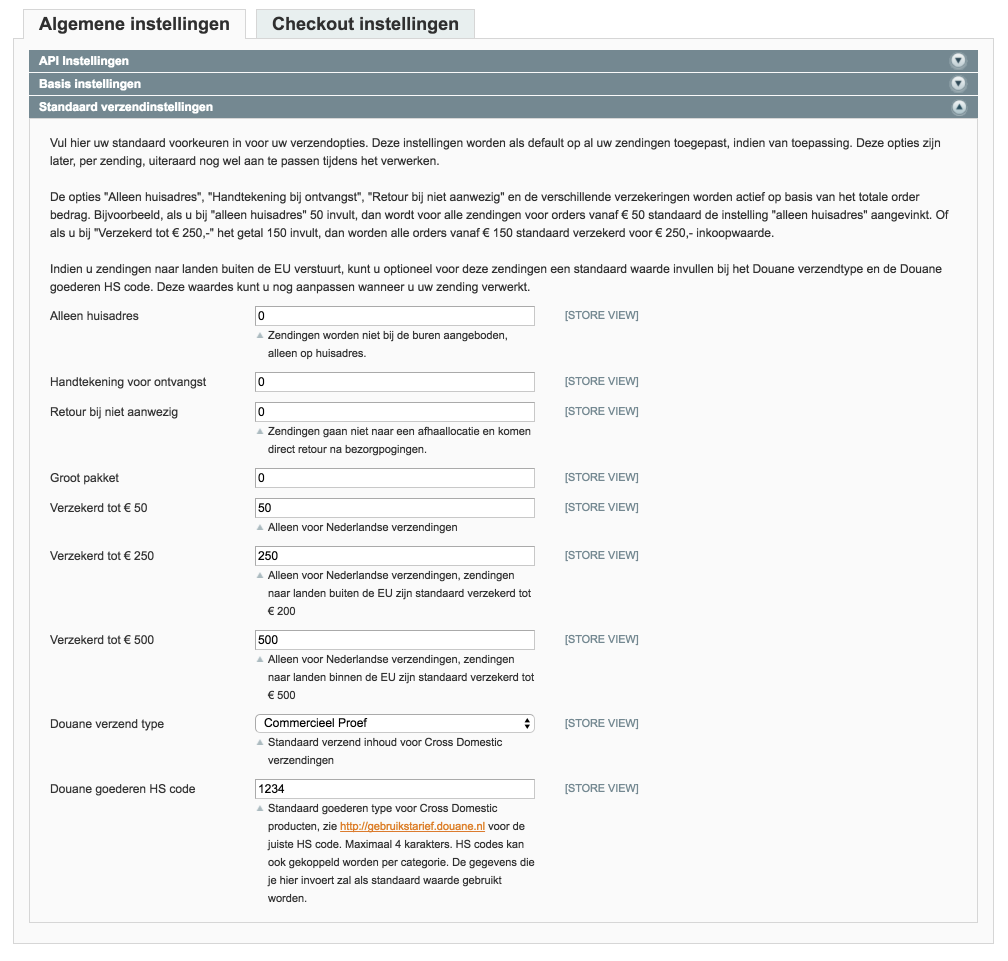 Algemene instellingen
Checkout instellingen
API Instellingen
Basis instellingen
Standaard verzendinstellingen
Vul hier uw standaard voorkeuren in voor uw verzendopties. Deze instellingen worden als default op al uw zendingen toegepast, indien van toepassing. Deze opties zijn
later, per zending, uiteraard nog wel aan te passen tijdens het verwerken.
De opties "Alleen huisadres", "Handtekening bij ontvangst", "Retour bij niet aanwezig" en de verschillende verzekeringen worden actief op basis van het totale order
bedrag. Bijvoorbeeld, als u bij "alleen huisadres" 50 invult, dan wordt voor alle zendingen voor orders vanaf € 50 standaard de instelling "alleen huisadres" aangevinkt. Of
als u bij "Verzekerd tot € 250,-" het getal 150 invult, dan worden alle orders vanaf € 150 standaard verzekerd voor € 250,- inkoopwaarde.
Indien u zendingen naar landen buiten de EU verstuurt, kunt u optioneel voor deze zendingen een standaard waarde invullen bij het Douane verzendtype en de Douane
goederen HS code. Deze waardes kunt u nog aanpassen wanneer u uw zending verwerkt.
Alleen huisadres 0 [STORE VIEW]
Zendingen worden niet bij de buren aangeboden,
alleen op huisadres.
Handtekening voor ontvangst 0 [STORE VIEW]
Retour bij niet aanwezig 0 [STORE VIEW]
Zendingen gaan niet naar een afhaallocatie en komen
direct retour na bezorgpogingen.
Groot pakket 0 [STORE VIEW]
Verzekerd tot € 50 50 [STORE VIEW]
Alleen voor Nederlandse verzendingen
Verzekerd tot € 250 250 [STORE VIEW]
Alleen voor Nederlandse verzendingen, zendingen
naar landen buiten de EU zijn standaard verzekerd tot
€ 200
Verzekerd tot € 500 500 [STORE VIEW]
Alleen voor Nederlandse verzendingen, zendingen
naar landen binnen de EU zijn standaard verzekerd tot
€ 500
Douane verzend type Commercieel Proef [STORE VIEW]
Standaard verzend inhoud voor Cross Domestic
verzendingen
Douane goederen HS code 1234 [STORE VIEW]
Standaard goederen type voor Cross Domestic
producten, zie http://gebruikstarief.douane.nl voor de
juiste HS code. Maximaal 4 karakters. HS codes kan
ook gekoppeld worden per categorie. De gegevens die
je hier invoert zal als standaard waarde gebruikt
worden.